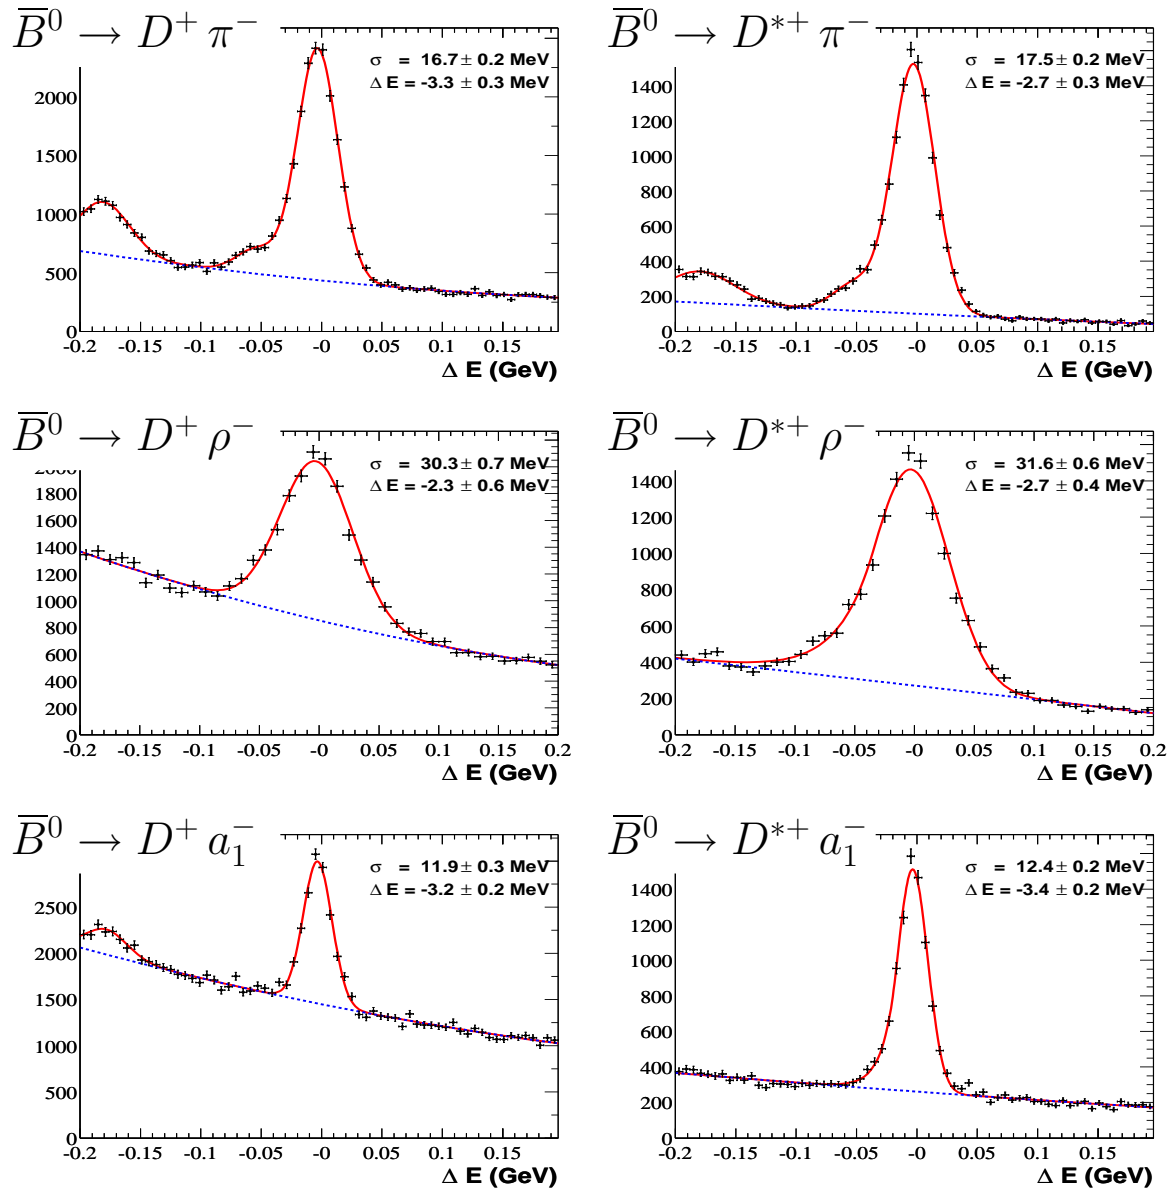 B̅⁰ → D⁺ π⁻
σ = 16.7 ± 0.2 MeV
Δ E = -3.3 ± 0.3 MeV
2500
2000
1500
1000
500
0
-0.2 -0.15 -0.1 -0.05 -0 0.05 0.1 0.15
Δ E (GeV)
B̅⁰ → D*⁺ π⁻
σ = 17.5 ± 0.2 MeV
Δ E = -2.7 ± 0.3 MeV
1600
1400
1200
1000
800
600
400
200
0
-0.2 -0.15 -0.1 -0.05 -0 0.05 0.1 0.15
Δ E (GeV)
B̅⁰ → D⁺ ρ⁻
σ = 30.3 ± 0.7 MeV
Δ E = -2.3 ± 0.6 MeV
2000
1800
1600
1400
1200
1000
800
600
400
200
0
-0.2 -0.15 -0.1 -0.05 -0 0.05 0.1 0.15 0.2
Δ E (GeV)
B̅⁰ → D*⁺ ρ⁻
σ = 31.6 ± 0.6 MeV
Δ E = -2.7 ± 0.4 MeV
1400
1200
1000
800
600
400
200
0
-0.2 -0.15 -0.1 -0.05 -0 0.05 0.1 0.15 0.2
Δ E (GeV)
B̅⁰ → D⁺ a₁⁻
σ = 11.9 ± 0.3 MeV
Δ E = -3.2 ± 0.2 MeV
2500
2000
1500
1000
500
0
-0.2 -0.15 -0.1 -0.05 -0 0.05 0.1 0.15
Δ E (GeV)
B̅⁰ → D*⁺ a₁⁻
σ = 12.4 ± 0.2 MeV
Δ E = -3.4 ± 0.2 MeV
1400
1200
1000
800
600
400
200
0
-0.2 -0.15 -0.1 -0.05 -0 0.05 0.1 0.15
Δ E (GeV)